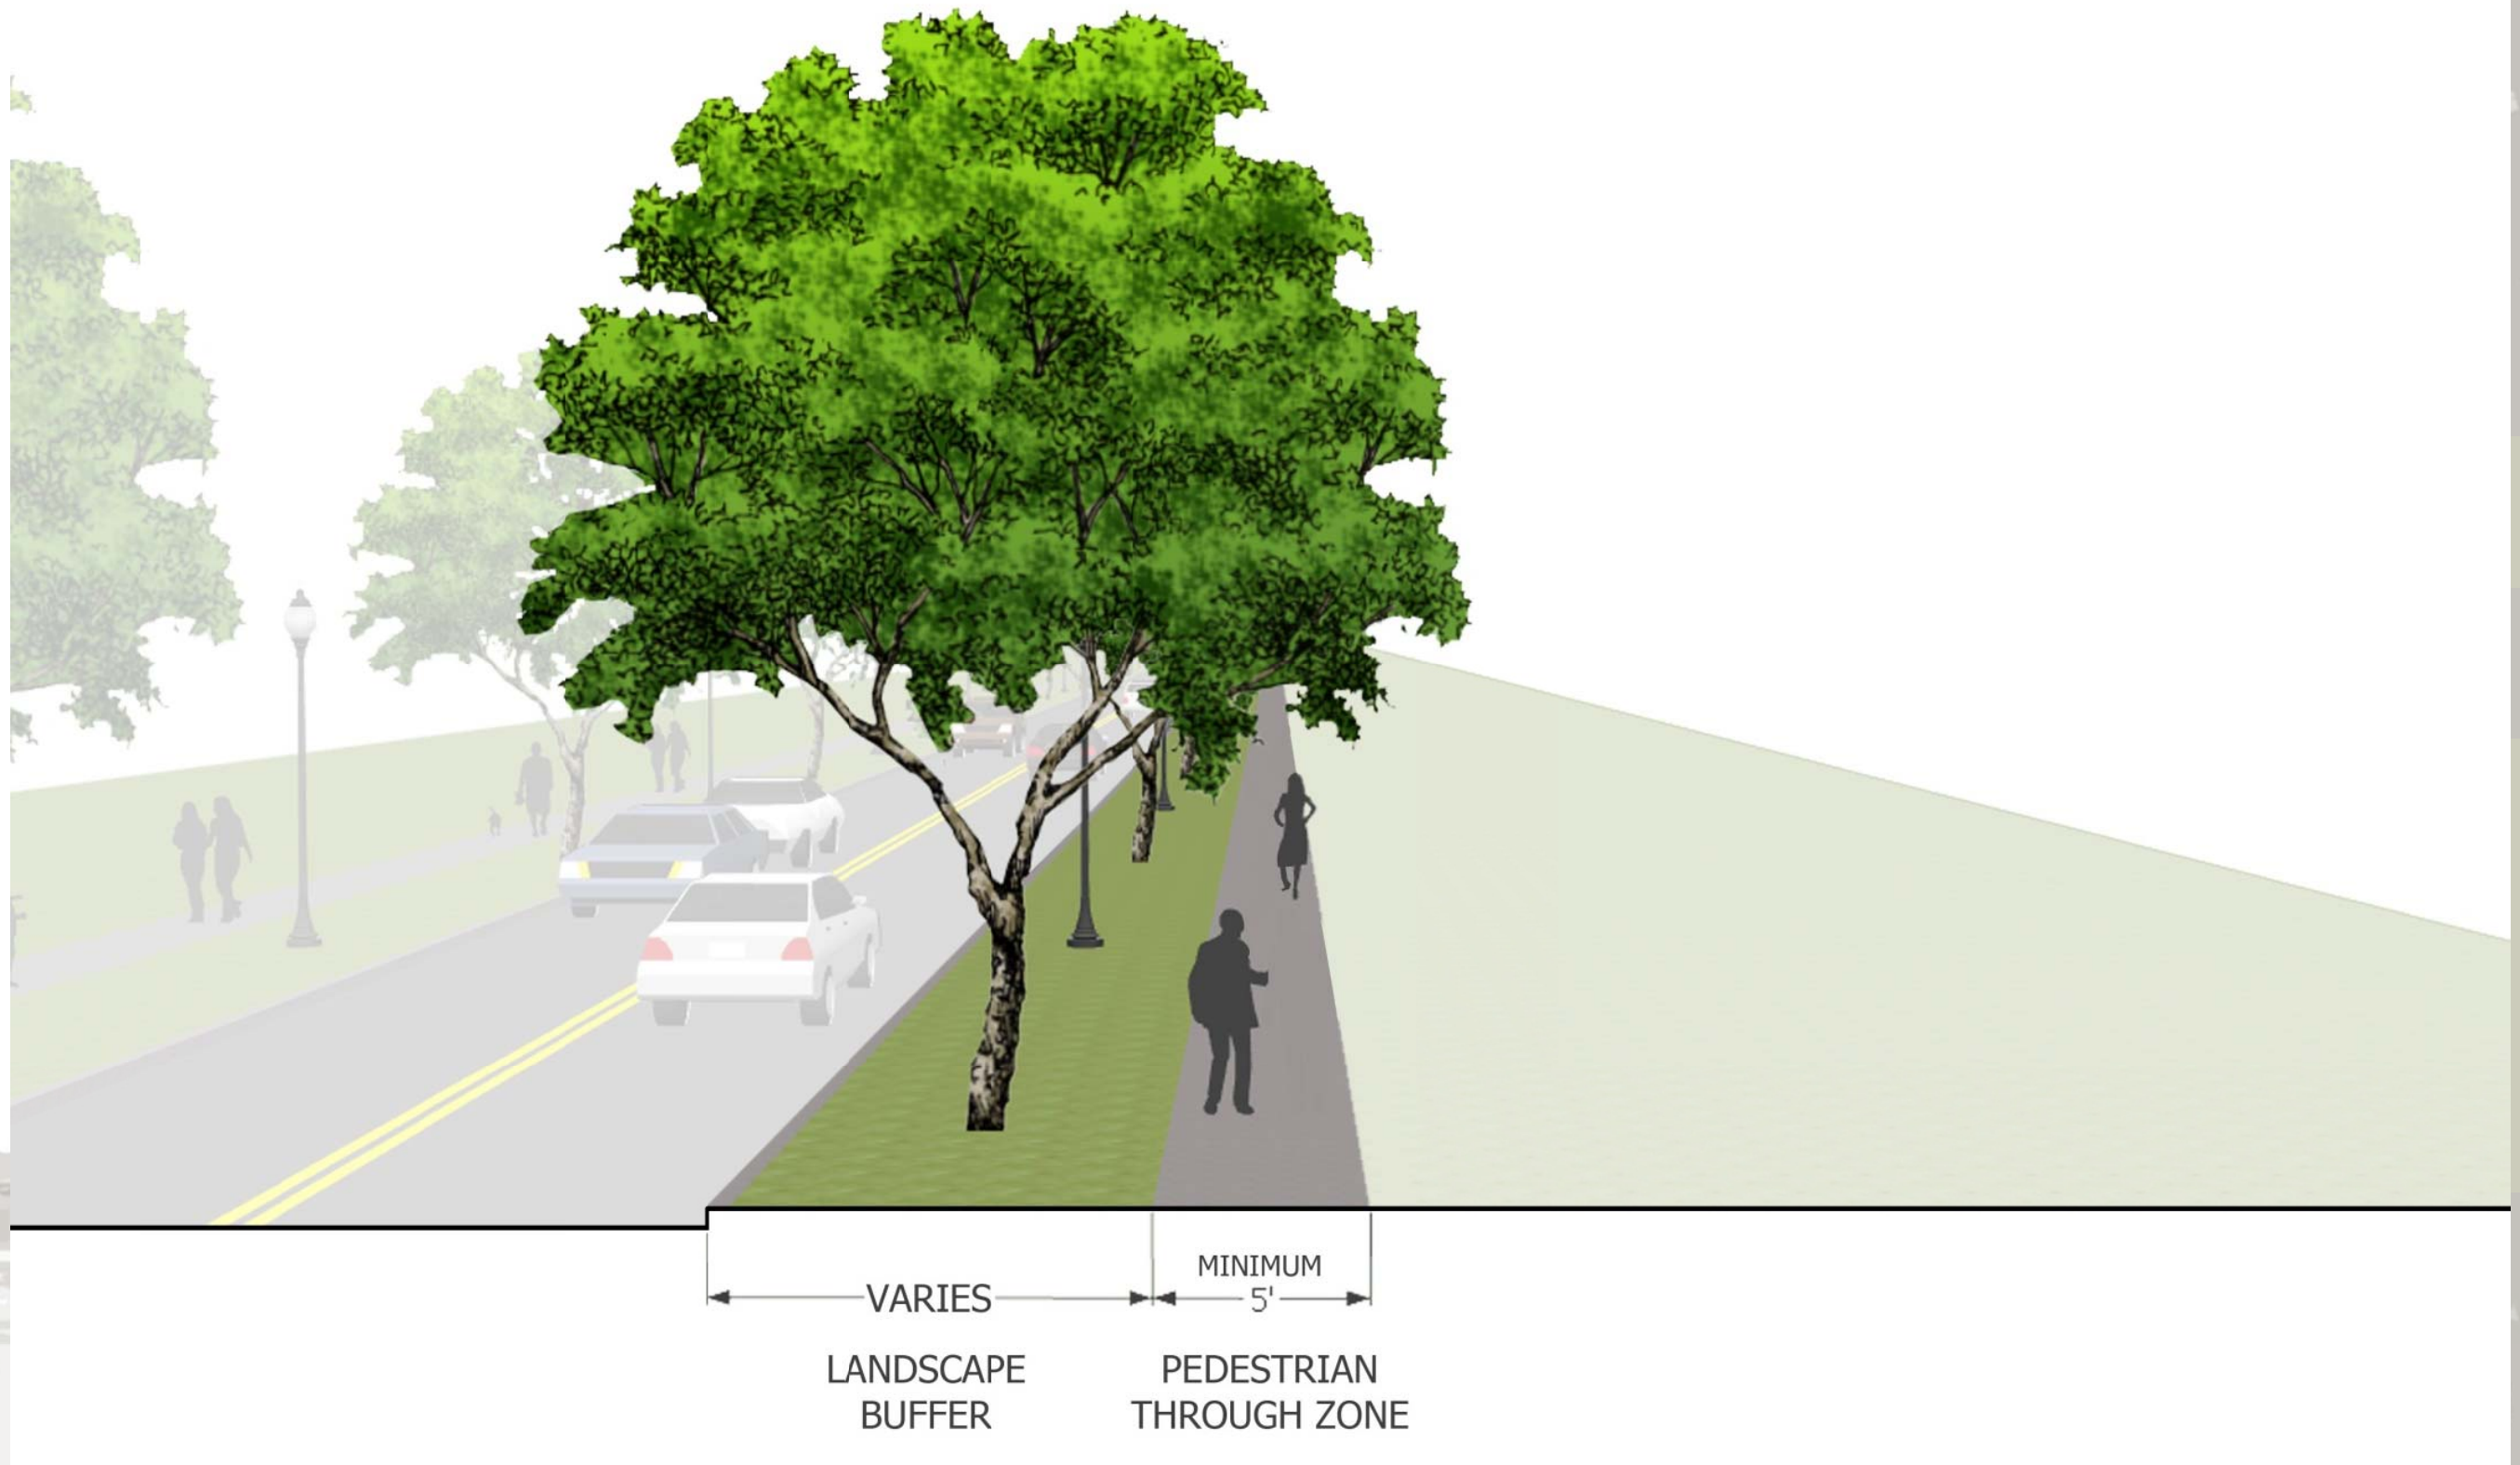 MINIMUM
VARIES
5'
LANDSCAPE
BUFFER
PEDESTRIAN
THROUGH ZONE